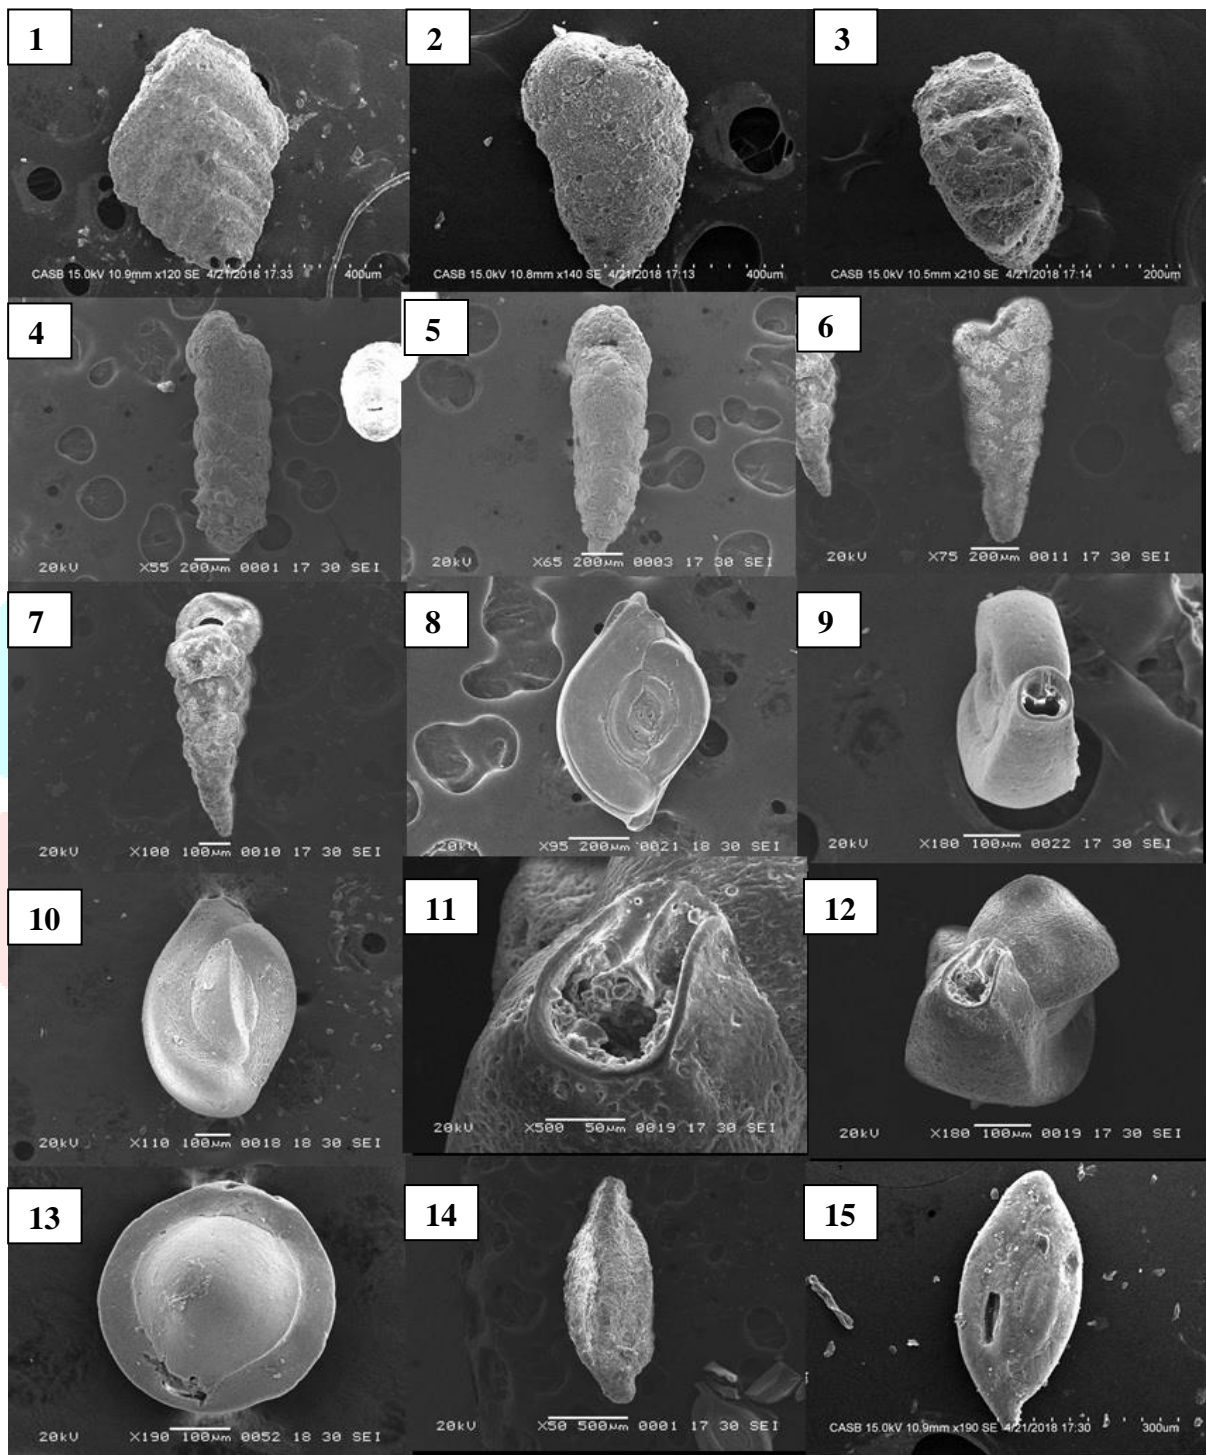 1
2
3
CASB 15.0kV 10.9mm x120 SE 4/21/2018 17:33 400um
CASB 15.0kV 10.8mm x140 SE 4/21/2018 17:13 400um
CASB 15.0kV 10.5mm x210 SE 4/21/2018 17:14 200um
4
5
6
20kV X55 200µm 0001 17 30 SEI
20kV X65 200µm 0003 17 30 SEI
20kV X75 200µm 0011 17 30 SEI
7
8
9
20kV X100 100µm 0010 17 30 SEI
20kV X95 200µm 0021 18 30 SEI
20kV X180 100µm 0022 17 30 SEI
10
11
12
20kV X110 100µm 0018 18 30 SEI
20kV X500 50µm 0019 17 30 SEI
20kV X180 100µm 0019 17 30 SEI
13
14
15
20kV X190 100µm 0052 18 30 SEI
20kV X50 500µm 0001 17 30 SEI
CASB 15.0kV 10.9mm x190 SE 4/21/2018 17:30 300um